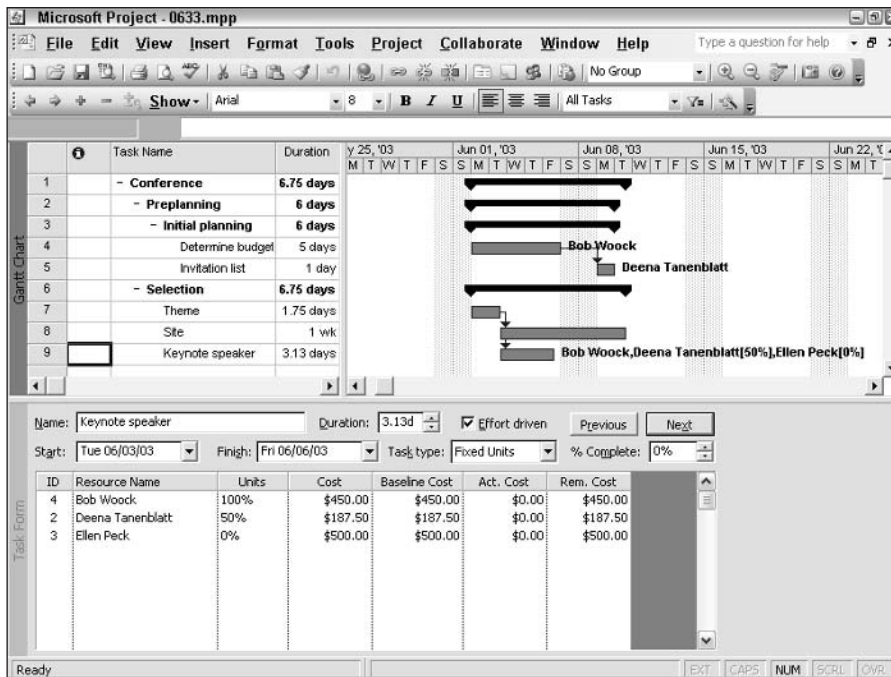 Microsoft Project - 0633.mpp
File Edit View Insert Format Tools Project Collaborate Window Help Type a question for help
No Group
Show Arial 8 B I U All Tasks
Task Name Duration y 25, '03 Jun 01, '03 Jun 08, '03 Jun 15, '03 Jun 22, '0
M T W T F S S M T W T F S S M T W T F S S M T W T F S S M T
1 - Conference 6.75 days
2 - Preplanning 6 days
3 - Initial planning 6 days
4 Determine budget 5 days Bob Woock
5 Invitation list 1 day Deena Tanenblatt
6 - Selection 6.75 days
7 Theme 1.75 days
8 Site 1 wk
9 Keynote speaker 3.13 days Bob Woock,Deena Tanenblatt[50%],Ellen Peck[0%]
Gantt Chart
Name: Keynote speaker Duration: 3.13d Effort driven Previous Next
Start: Tue 06/03/03 Finish: Fri 06/06/03 Task type: Fixed Units % Complete: 0%
ID Resource Name Units Cost Baseline Cost Act. Cost Rem. Cost
4 Bob Woock 100% $450.00 $450.00 $0.00 $450.00
2 Deena Tanenblatt 50% $187.50 $187.50 $0.00 $187.50
3 Ellen Peck 0% $500.00 $500.00 $0.00 $500.00
Task Form
Ready EXT CAPS NUM SCRL OVR